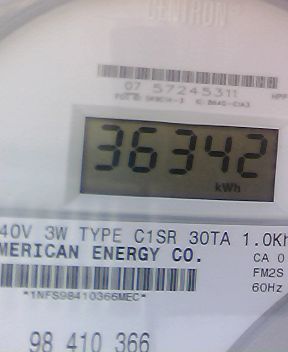 CENTRON®
07 57245311
36342
kWh
40V 3W TYPE C1SR 30TA 1.0Kh
MERICAN ENERGY CO.
CA 0
FM2S
60Hz
*1NFS98410366MEC*
98 410 366